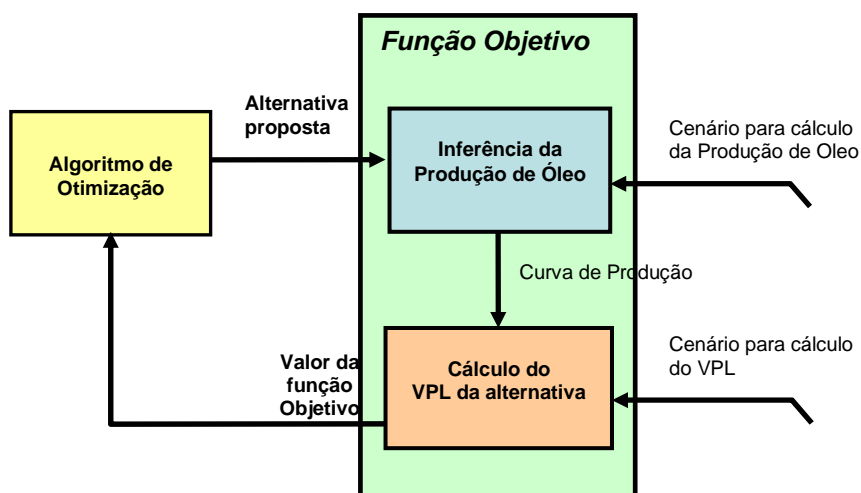 Função Objetivo
Alternativa
proposta
Algoritmo de
Otimização
Inferência da
Produção de Óleo
Cenário para cálculo
da Produção de Oleo
Curva de Produção
Valor da
função
Objetivo
Cálculo do
VPL da alternativa
Cenário para cálculo
do VPL